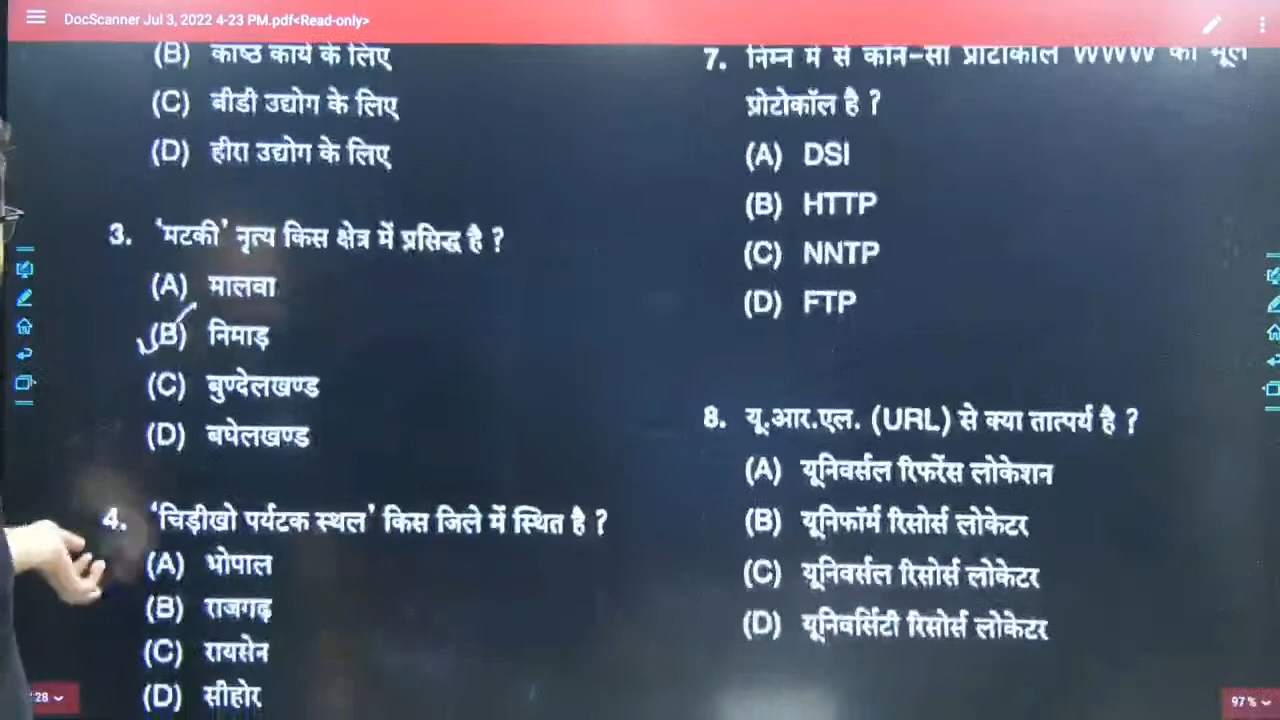 DocScanner Jul 3, 2022 4-23 PM.pdf<Read-only>
(B) काष्ठ कार्य के लिए
(C) बीडी उद्योग के लिए
(D) हीरा उद्योग के लिए
3. 'मटकी' नृत्य किस क्षेत्र में प्रसिद्ध है ?
(A) मालवा
(B) निमाड़
(C) बुण्देलखण्ड
(D) बघेलखण्ड
4. 'चिड़ीखो पर्यटक स्थल' किस जिले में स्थित है ?
(A) भोपाल
(B) राजगढ़
(C) रायसेन
(D) सीहोर
28
7. निम्न में से कौन-सा प्रोटोकॉल WWW का मूल
प्रोटोकॉल है ?
(A) DSI
(B) HTTP
(C) NNTP
(D) FTP
8. यू.आर.एल. (URL) से क्या तात्पर्य है ?
(A) यूनिवर्सल रिफरेंस लोकेशन
(B) यूनिफॉर्म रिसोर्स लोकेटर
(C) यूनिवर्सल रिसोर्स लोकेटर
(D) यूनिवर्सिटी रिसोर्स लोकेटर
97%